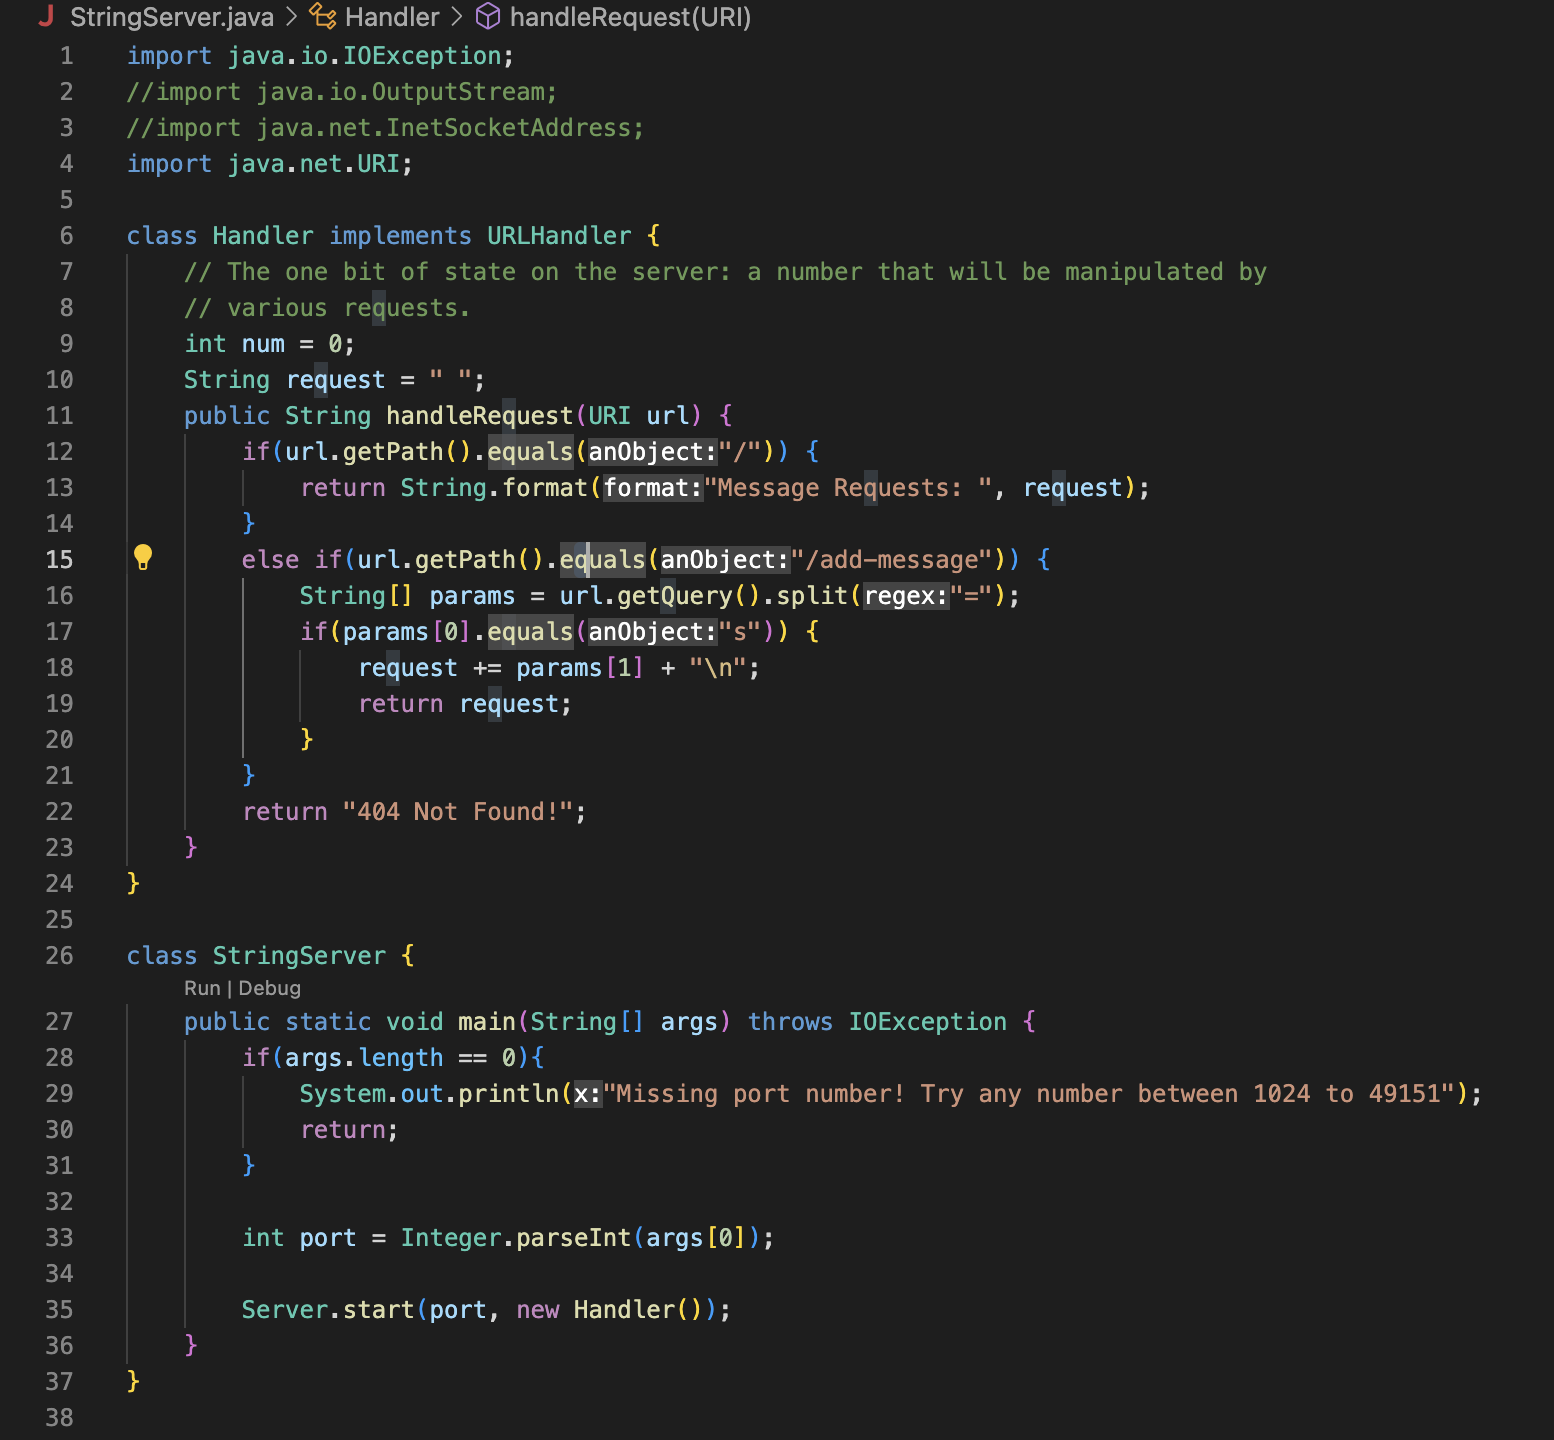 StringServer.java > Handler > handleRequest(URI)
1 import java.io.IOException;
2 //import java.io.OutputStream;
3 //import java.net.InetSocketAddress;
4 import java.net.URI;
5
6 class Handler implements URLHandler {
7     // The one bit of state on the server: a number that will be manipulated by
8     // various requests.
9     int num = 0;
10     String request = " ";
11     public String handleRequest(URI url) {
12         if(url.getPath().equals(anObject:"/")) {
13             return String.format(format:"Message Requests: ", request);
14         }
15         else if(url.getPath().equals(anObject:"/add-message")) {
16             String[] params = url.getQuery().split(regex:"=");
17             if(params[0].equals(anObject:"s")) {
18                 request += params[1] + "\n";
19                 return request;
20             }
21         }
22         return "404 Not Found!";
23     }
24 }
25
26 class StringServer {
Run | Debug
27     public static void main(String[] args) throws IOException {
28         if(args.length == 0){
29             System.out.println(x:"Missing port number! Try any number between 1024 to 49151");
30             return;
31         }
32
33         int port = Integer.parseInt(args[0]);
34
35         Server.start(port, new Handler());
36     }
37 }
38